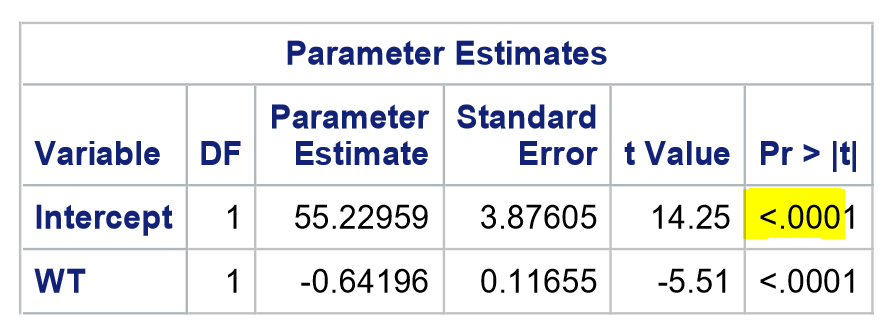 Parameter Estimates
Variable DF Parameter Estimate Standard Error t Value Pr > |t|
Intercept 1 55.22959 3.87605 14.25 <.0001
WT 1 -0.64196 0.11655 -5.51 <.0001